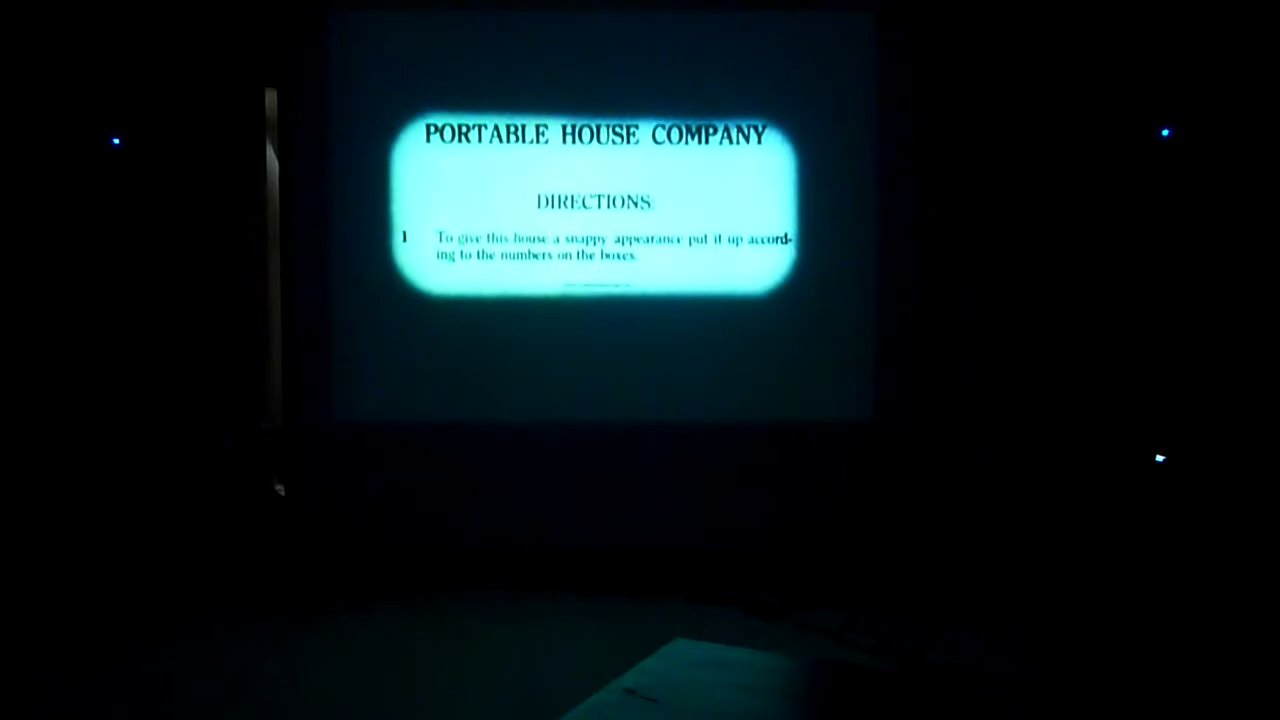 PORTABLE HOUSE COMPANY
DIRECTIONS:
1 To give this house a snappy appearance put it up accord-
ing to the numbers on the boxes.